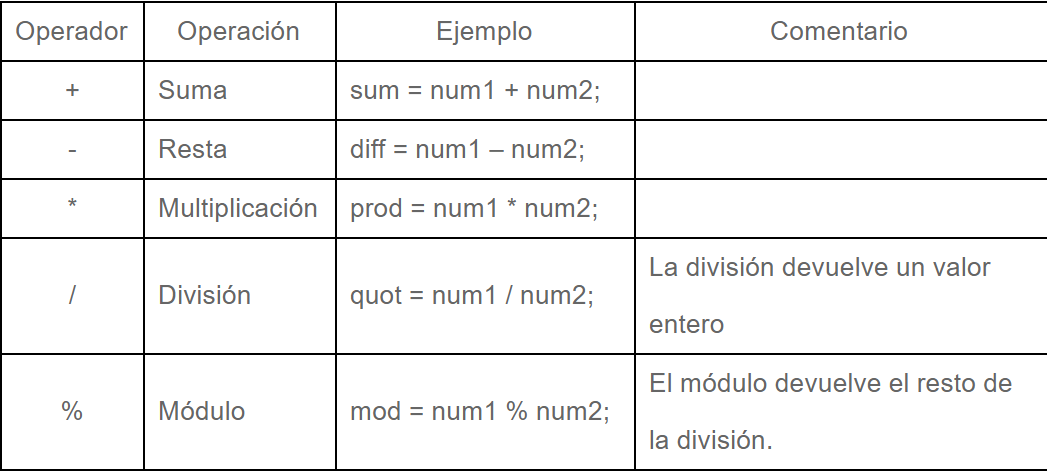 Operador Operación Ejemplo Comentario
+ Suma sum = num1 + num2;
- Resta diff = num1 – num2;
* Multiplicación prod = num1 * num2;
/ División quot = num1 / num2; La división devuelve un valor
entero
% Módulo mod = num1 % num2; El módulo devuelve el resto de
la división.